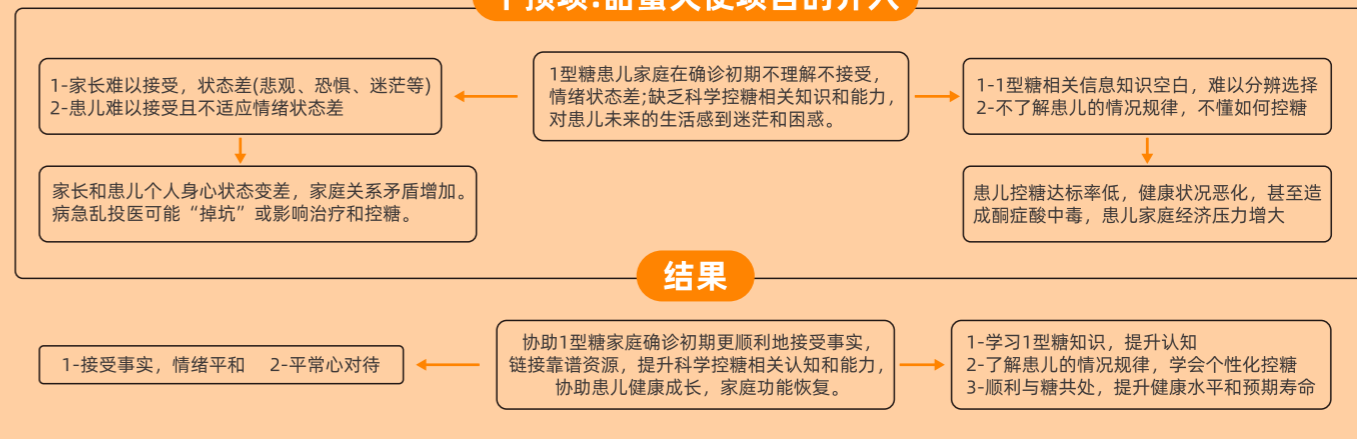 干预项:甜蜜天使项目的介入
1-家长难以接受，状态差(悲观、恐惧、迷茫等)
2-患儿难以接受且不适应情绪状态差
1型糖患儿家庭在确诊初期不理解不接受，
情绪状态差;缺乏科学控糖相关知识和能力，
对患儿未来的生活感到迷茫和困惑。
1-1型糖相关信息知识空白，难以分辨选择
2-不了解患儿的情况规律，不懂如何控糖
家长和患儿个人身心状态变差，家庭关系矛盾增加。
病急乱投医可能“掉坑”或影响治疗和控糖。
患儿控糖达标率低，健康状况恶化，甚至造
成酮症酸中毒，患儿家庭经济压力增大
结果
1-接受事实，情绪平和 2-平常心对待
协助1型糖家庭确诊初期更顺利地接受事实，
链接靠谱资源，提升科学控糖相关认知和能力，
协助患儿健康成长，家庭功能恢复。
1-学习1型糖知识，提升认知
2-了解患儿的情况规律，学会个性化控糖
3-顺利与糖共处，提升健康水平和预期寿命